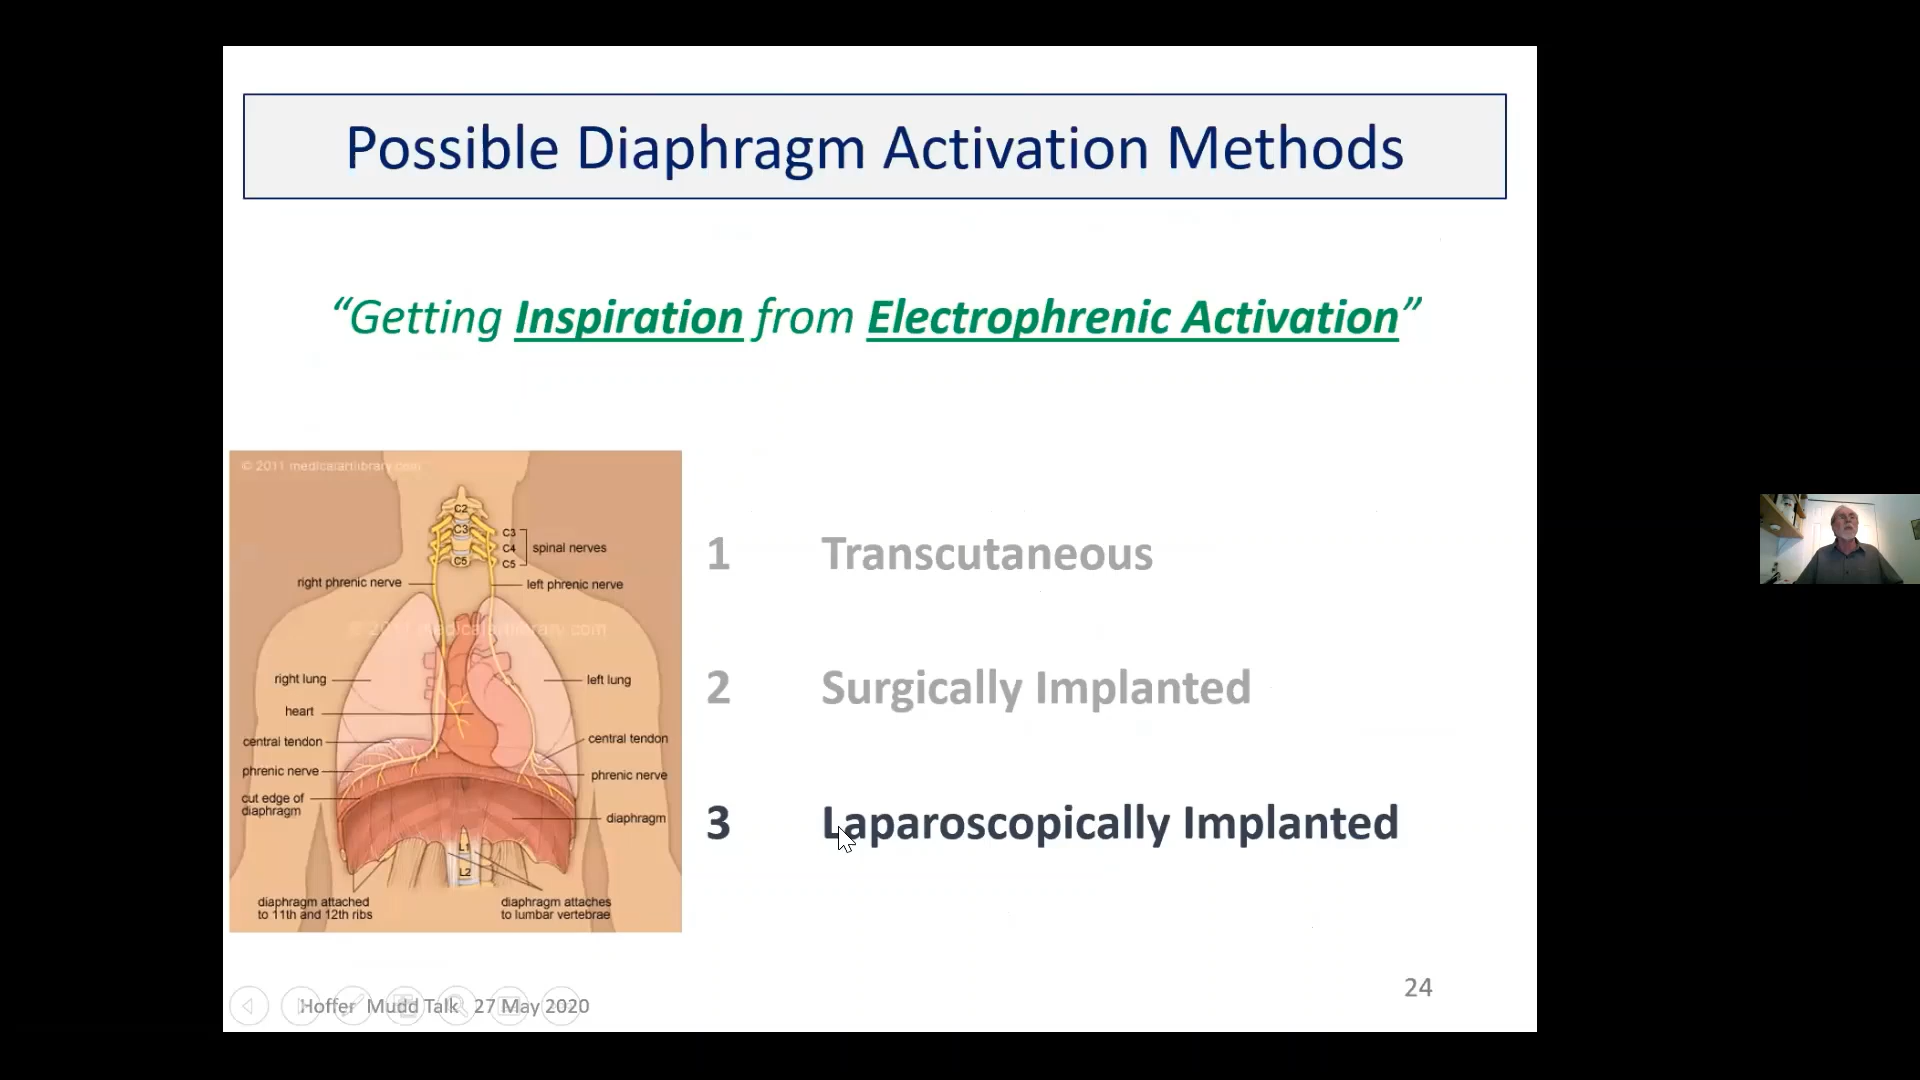 Possible Diaphragm Activation Methods
“Getting Inspiration from Electrophrenic Activation”
© 2011 medicalartlibrary.com
C2
C3
C5
C3
C4
C5
spinal nerves
right phrenic nerve
left phrenic nerve
right lung
left lung
heart
central tendon
central tendon
phrenic nerve
phrenic nerve
cut edge of
diaphragm
diaphragm
L1
L2
diaphragm attached
to 11th and 12th ribs
diaphragm attaches
to lumbar vertebrae
1 Transcutaneous
2 Surgically Implanted
3 Laparoscopically Implanted
24
Hoffer Mudd Talk 27 May 2020